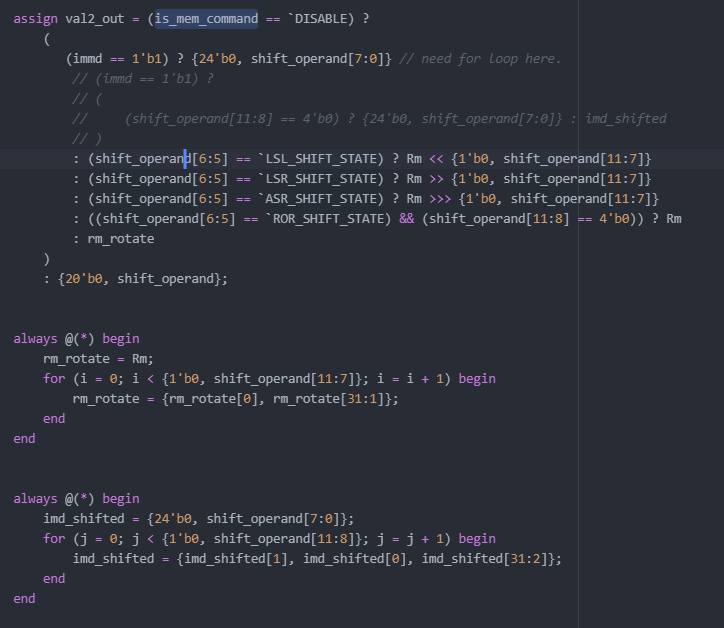 assign val2_out = (is_mem_command == `DISABLE) ?
(
(immd == 1'b1) ? {24'b0, shift_operand[7:0]} // need for loop here.
// (immd == 1'b1) ?
// (
//     (shift_operand[11:8] == 4'b0) ? {24'b0, shift_operand[7:0]} : imd_shifted
// )
: (shift_operand[6:5] == `LSL_SHIFT_STATE) ? Rm << {1'b0, shift_operand[11:7]}
: (shift_operand[6:5] == `LSR_SHIFT_STATE) ? Rm >> {1'b0, shift_operand[11:7]}
: (shift_operand[6:5] == `ASR_SHIFT_STATE) ? Rm >>> {1'b0, shift_operand[11:7]}
: ((shift_operand[6:5] == `ROR_SHIFT_STATE) && (shift_operand[11:8] == 4'b0)) ? Rm
: rm_rotate
)
: {20'b0, shift_operand};
always @(*) begin
rm_rotate = Rm;
for (i = 0; i < {1'b0, shift_operand[11:7]}; i = i + 1) begin
rm_rotate = {rm_rotate[0], rm_rotate[31:1]};
end
end
always @(*) begin
imd_shifted = {24'b0, shift_operand[7:0]};
for (j = 0; j < {1'b0, shift_operand[11:8]}; j = j + 1) begin
imd_shifted = {imd_shifted[1], imd_shifted[0], imd_shifted[31:2]};
end
end